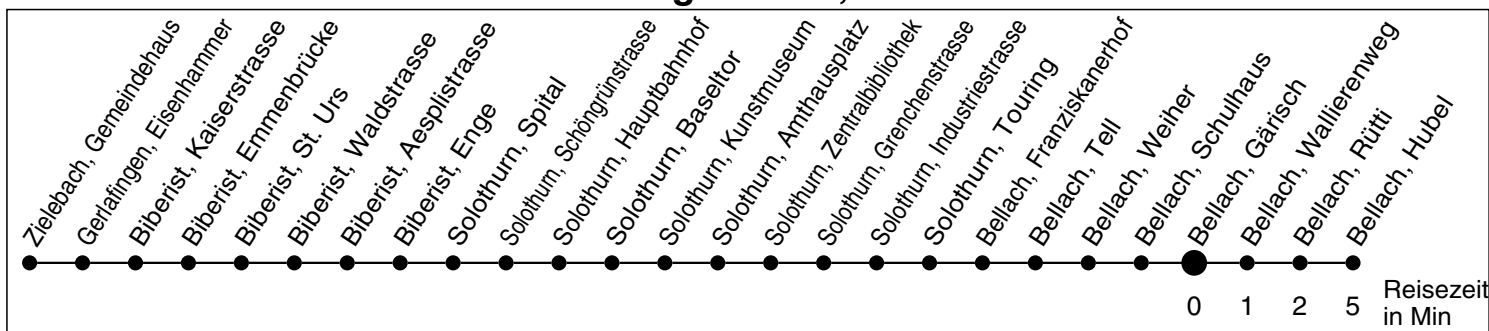 Zielebach, Gemeindehaus
Gerlafingen, Eisenhammer
Biberist, Kaiserstrasse
Biberist, Emmenbrücke
Biberist, St. Urs
Biberist, Waldstrasse
Biberist, Aesplistrasse
Biberist, Enge
Solothurn, Spital
Solothurn, Schöngrünstrasse
Solothurn, Hauptbahnhof
Solothurn, Baseltor
Solothurn, Kunstmuseum
Solothurn, Amthausplatz
Solothurn, Zentralbibliothek
Solothurn, Grenchenstrasse
Solothurn, Industriestrasse
Solothurn, Touring
Bellach, Franziskanerhof
Bellach, Tell
Bellach, Weiher
Bellach, Schulhaus
Bellach, Gärisch
Bellach, Wallierenweg
Bellach, Rütti
Bellach, Hubel
0 1 2 5 Reisezeit
in Min